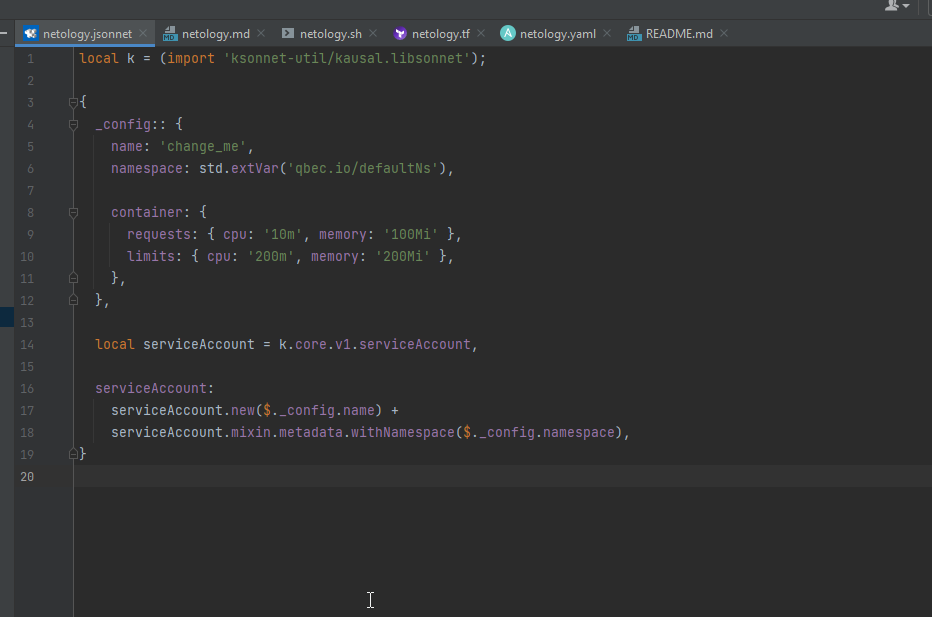 netology.jsonnet netology.md netology.sh netology.tf A netology.yaml README.md
1 local k = (import 'ksonnet-util/kausal.libsonnet');
2
3 {
4 _config:: {
5 name: 'change_me',
6 namespace: std.extVar('qbec.io/defaultNs'),
7
8 container: {
9 requests: { cpu: '10m', memory: '100Mi' },
10 limits: { cpu: '200m', memory: '200Mi' },
11 },
12 },
13
14 local serviceAccount = k.core.v1.serviceAccount,
15
16 serviceAccount:
17 serviceAccount.new($._config.name) +
18 serviceAccount.mixin.metadata.withNamespace($._config.namespace),
19 }
20